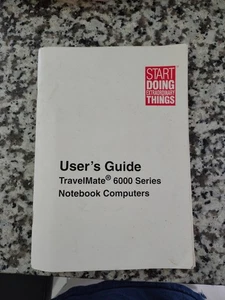 START
DOING
EXTRAORDINARY
THINGS
User's Guide
TravelMate® 6000 Series
Notebook Computers